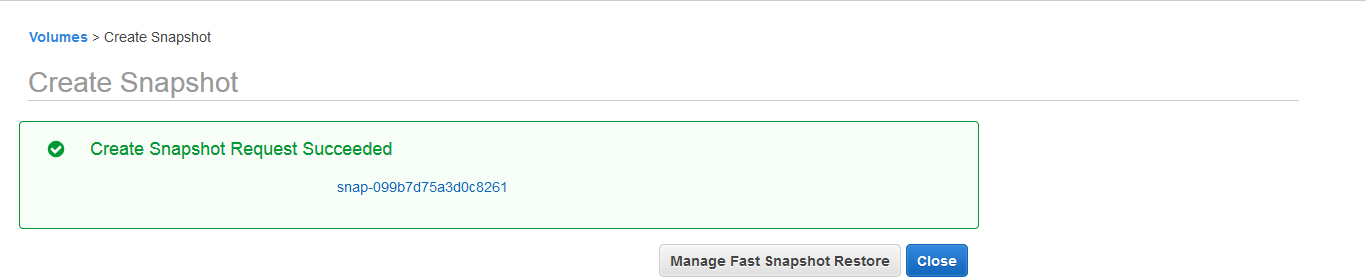 Volumes > Create Snapshot
Create Snapshot
Create Snapshot Request Succeeded
snap-099b7d75a3d0c8261
Manage Fast Snapshot Restore Close